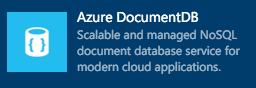 Azure DocumentDB
Scalable and managed NoSQL
document database service for
modern cloud applications.